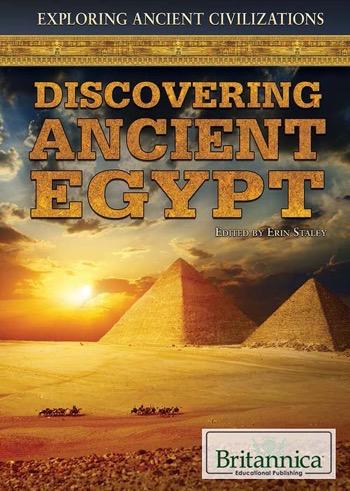 EXPLORING ANCIENT CIVILIZATIONS
DISCOVERING
ANCIENT
EGYPT
EDITED BY ERIN STALEY
Britannica
Educational Publishing